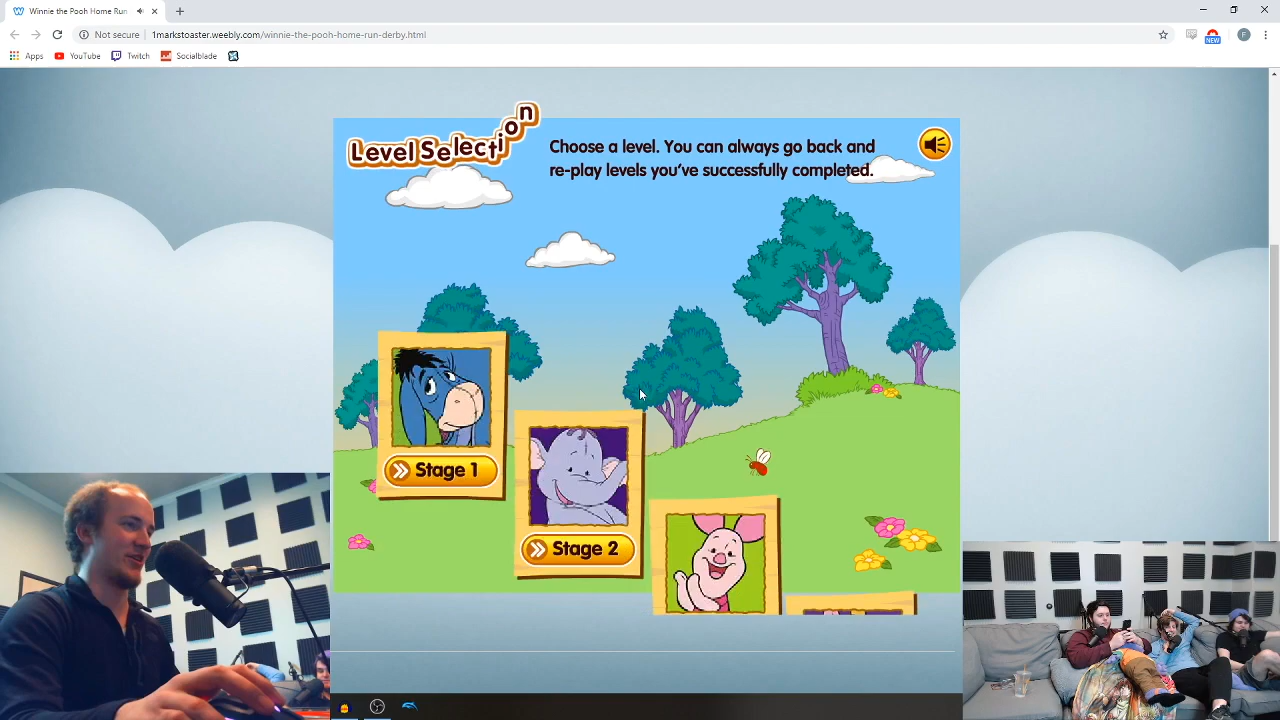 Winnie the Pooh Home Run
Not secure
1markstoaster.weebly.com/winnie-the-pooh-home-run-derby.html
NEW
F
Apps
YouTube
Twitch
Socialblade
Level Selection
Choose a level. You can always go back and
re-play levels you've successfully completed.
Stage 1
Stage 2